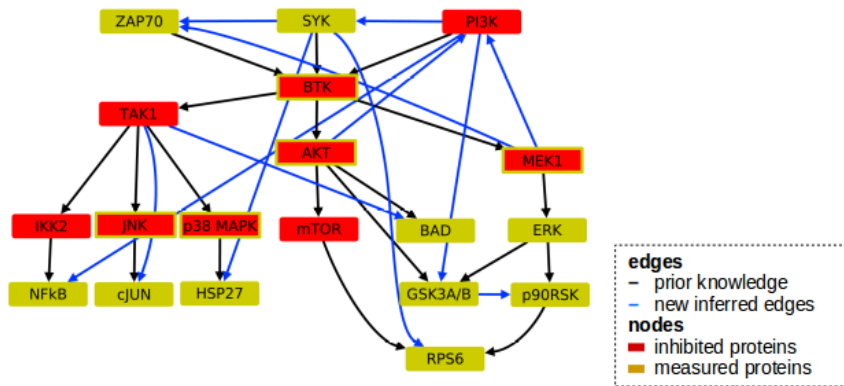 ZAP70 SYK PI3K
BTK
TAK1
AKT MEK1
IKK2 JNK p38 MAPK mTOR BAD ERK
NFkB cJUN HSP27 GSK3A/B p90RSK
RPS6
edges
prior knowledge
new inferred edges
nodes
inhibited proteins
measured proteins